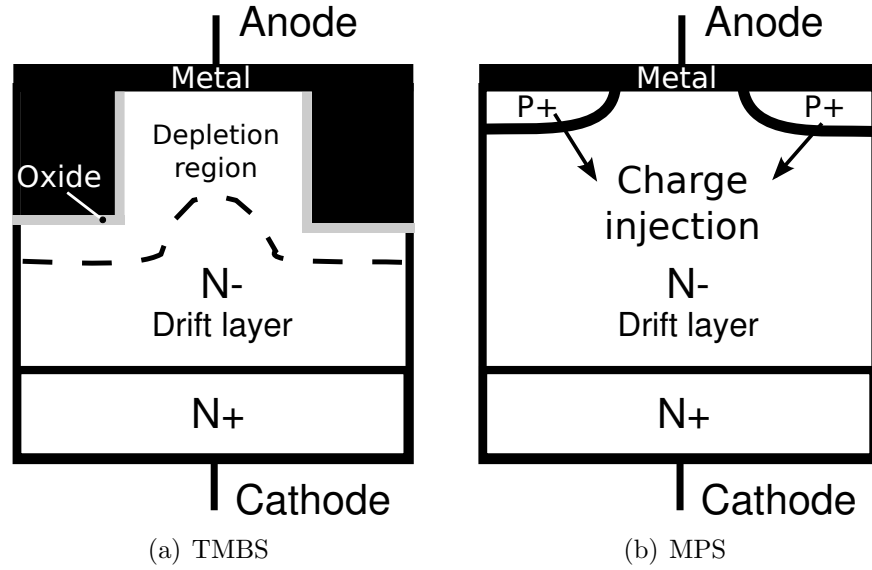 Anode
Metal
Depletion
region
Oxide
N-
Drift layer
N+
Cathode
(a) TMBS
Anode
Metal
P+
P+
Charge
injection
N-
Drift layer
N+
Cathode
(b) MPS